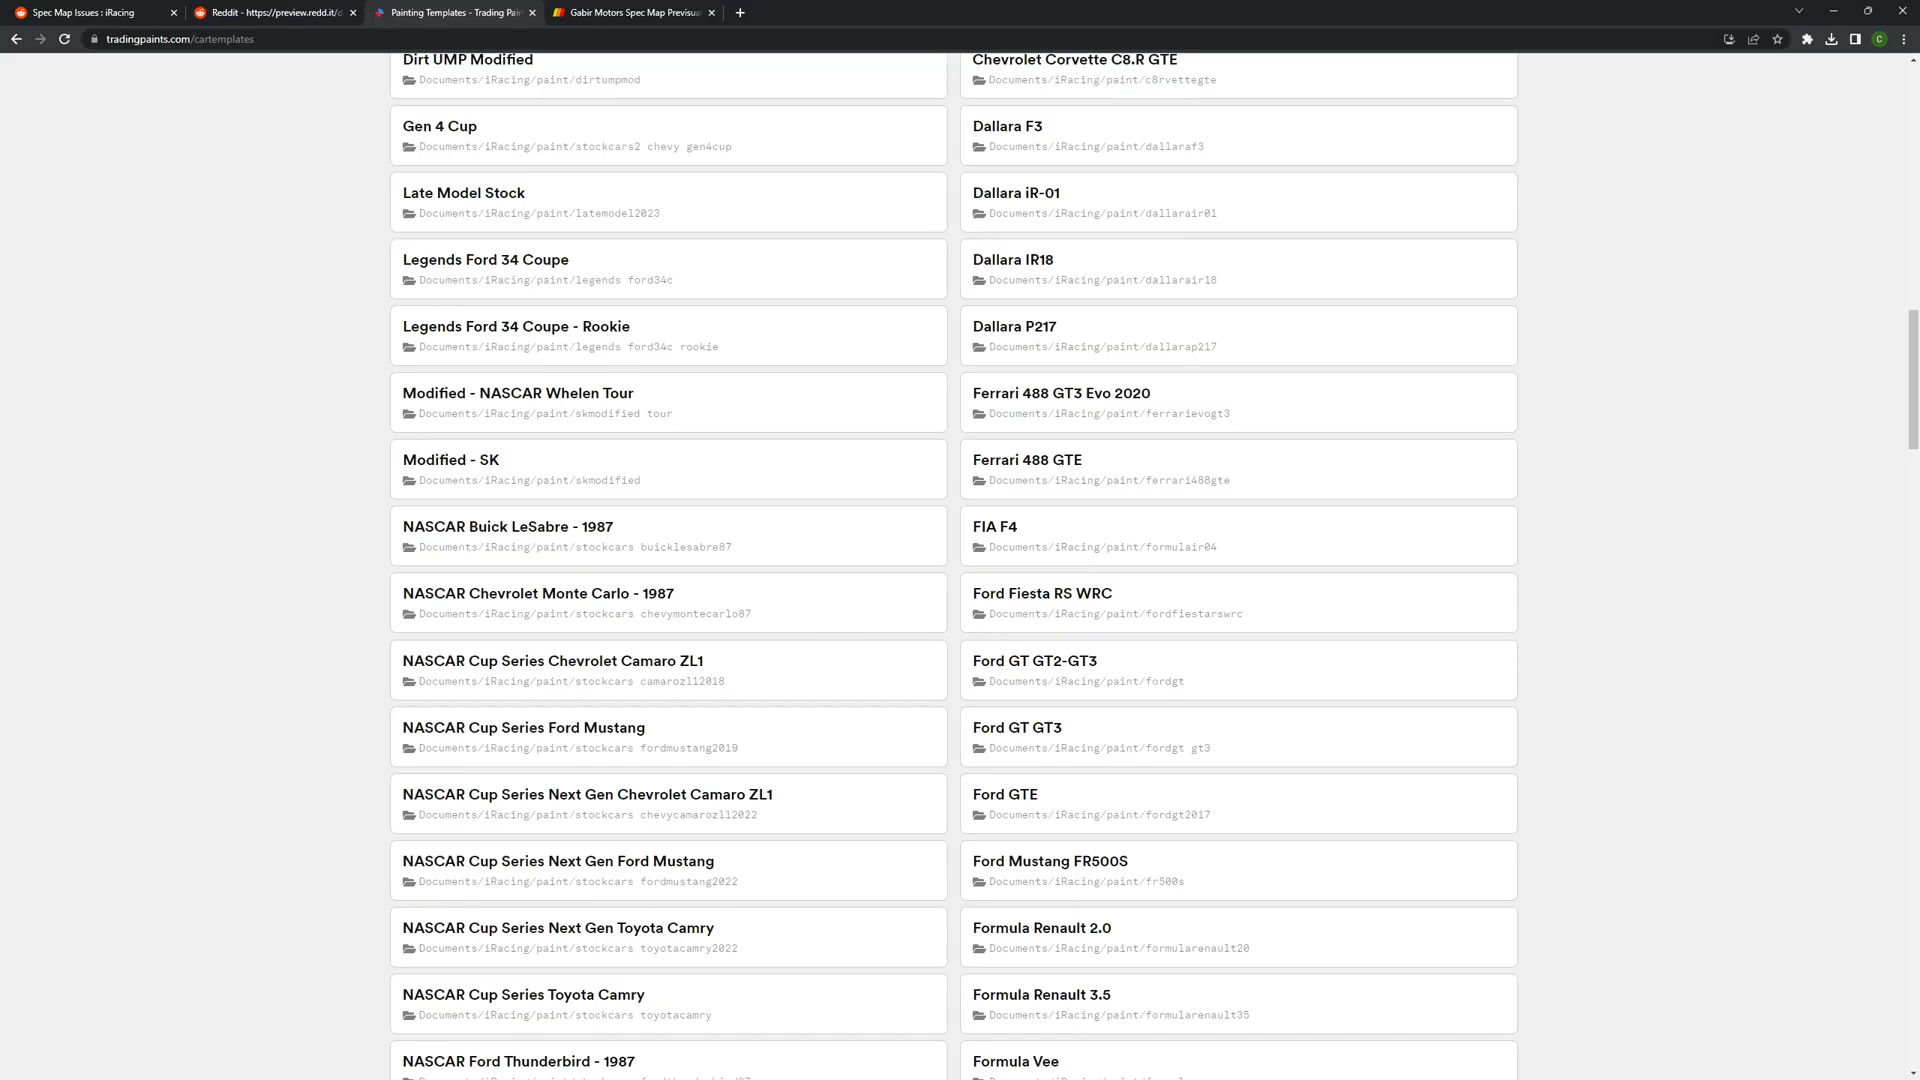 Spec Map Issues : iRacing
Reddit - https://preview.redd.it/d
Painting Templates - Trading Pain
Gabir Motors Spec Map Previsua
tradingpaints.com/cartemplates
C
Dirt UMP Modified
Documents/iRacing/paint/dirtumpmod
Gen 4 Cup
Documents/iRacing/paint/stockcars2 chevy gen4cup
Late Model Stock
Documents/iRacing/paint/latemodel2023
Legends Ford 34 Coupe
Documents/iRacing/paint/legends ford34c
Legends Ford 34 Coupe - Rookie
Documents/iRacing/paint/legends ford34c rookie
Modified - NASCAR Whelen Tour
Documents/iRacing/paint/skmodified tour
Modified - SK
Documents/iRacing/paint/skmodified
NASCAR Buick LeSabre - 1987
Documents/iRacing/paint/stockcars buicklesabre87
NASCAR Chevrolet Monte Carlo - 1987
Documents/iRacing/paint/stockcars chevymontecarlo87
NASCAR Cup Series Chevrolet Camaro ZL1
Documents/iRacing/paint/stockcars camarozl12018
NASCAR Cup Series Ford Mustang
Documents/iRacing/paint/stockcars fordmustang2019
NASCAR Cup Series Next Gen Chevrolet Camaro ZL1
Documents/iRacing/paint/stockcars chevycamarozl12022
NASCAR Cup Series Next Gen Ford Mustang
Documents/iRacing/paint/stockcars fordmustang2022
NASCAR Cup Series Next Gen Toyota Camry
Documents/iRacing/paint/stockcars toyotacamry2022
NASCAR Cup Series Toyota Camry
Documents/iRacing/paint/stockcars toyotacamry
NASCAR Ford Thunderbird - 1987
Chevrolet Corvette C8.R GTE
Documents/iRacing/paint/c8rvettegte
Dallara F3
Documents/iRacing/paint/dallaraf3
Dallara iR-01
Documents/iRacing/paint/dallarair01
Dallara IR18
Documents/iRacing/paint/dallarair18
Dallara P217
Documents/iRacing/paint/dallarap217
Ferrari 488 GT3 Evo 2020
Documents/iRacing/paint/ferrarievogt3
Ferrari 488 GTE
Documents/iRacing/paint/ferrari488gte
FIA F4
Documents/iRacing/paint/formulair04
Ford Fiesta RS WRC
Documents/iRacing/paint/fordfiestarswrc
Ford GT GT2-GT3
Documents/iRacing/paint/fordgt
Ford GT GT3
Documents/iRacing/paint/fordgt gt3
Ford GTE
Documents/iRacing/paint/fordgt2017
Ford Mustang FR500S
Documents/iRacing/paint/fr500s
Formula Renault 2.0
Documents/iRacing/paint/formularenault20
Formula Renault 3.5
Documents/iRacing/paint/formularenault35
Formula Vee